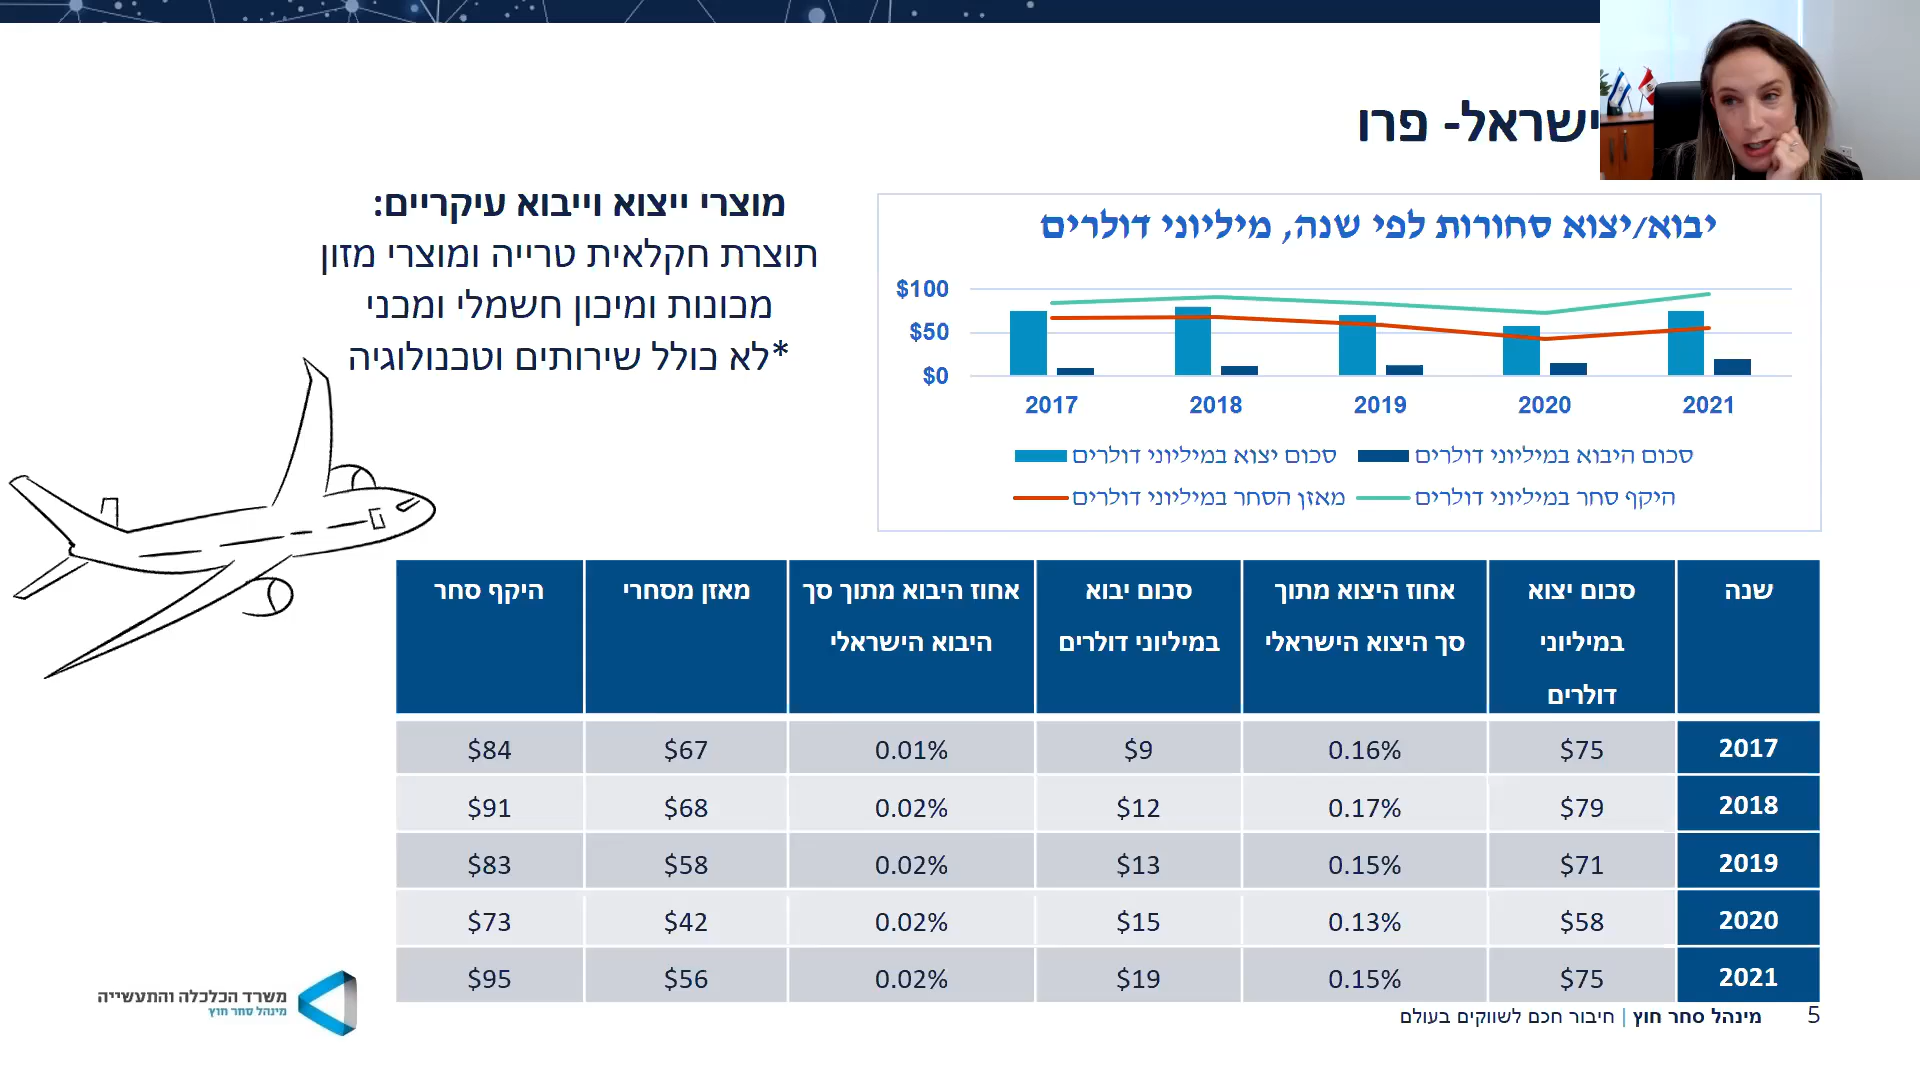 ישראל- פרו
יבוא/יצוא סחורות לפי שנה, מיליוני דולרים
$100
$50
$0
2017 2018 2019 2020 2021
סכום יצוא במיליוני דולרים סכום היבוא במיליוני דולרים
מאזן הסחר במיליוני דולרים היקף סחר במיליוני דולרים
מוצרי ייצוא וייבוא עיקריים:
תוצרת חקלאית טרייה ומוצרי מזון
מכונות ומיכון חשמלי ומכני
*לא כולל שירותים וטכנולוגיה
שנה סכום יצוא במיליוני דולרים אחוז היצוא מתוך סך היצוא הישראלי סכום יבוא במיליוני דולרים אחוז היבוא מתוך סך היבוא הישראלי מאזן מסחרי היקף סחר
2017 $75 0.16% $9 0.01% $67 $84
2018 $79 0.17% $12 0.02% $68 $91
2019 $71 0.15% $13 0.02% $58 $83
2020 $58 0.13% $15 0.02% $42 $73
2021 $75 0.15% $19 0.02% $56 $95
5 מינהל סחר חוץ | חיבור חכם לשווקים בעולם
משרד הכלכלה והתעשייה
מינהל סחר חוץ